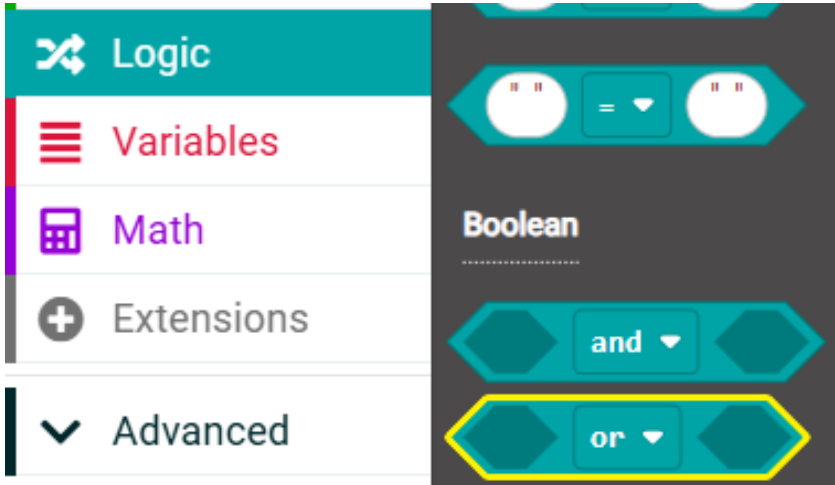 Logic
Variables
Math
Extensions
Advanced
" " = " "
Boolean
and
or